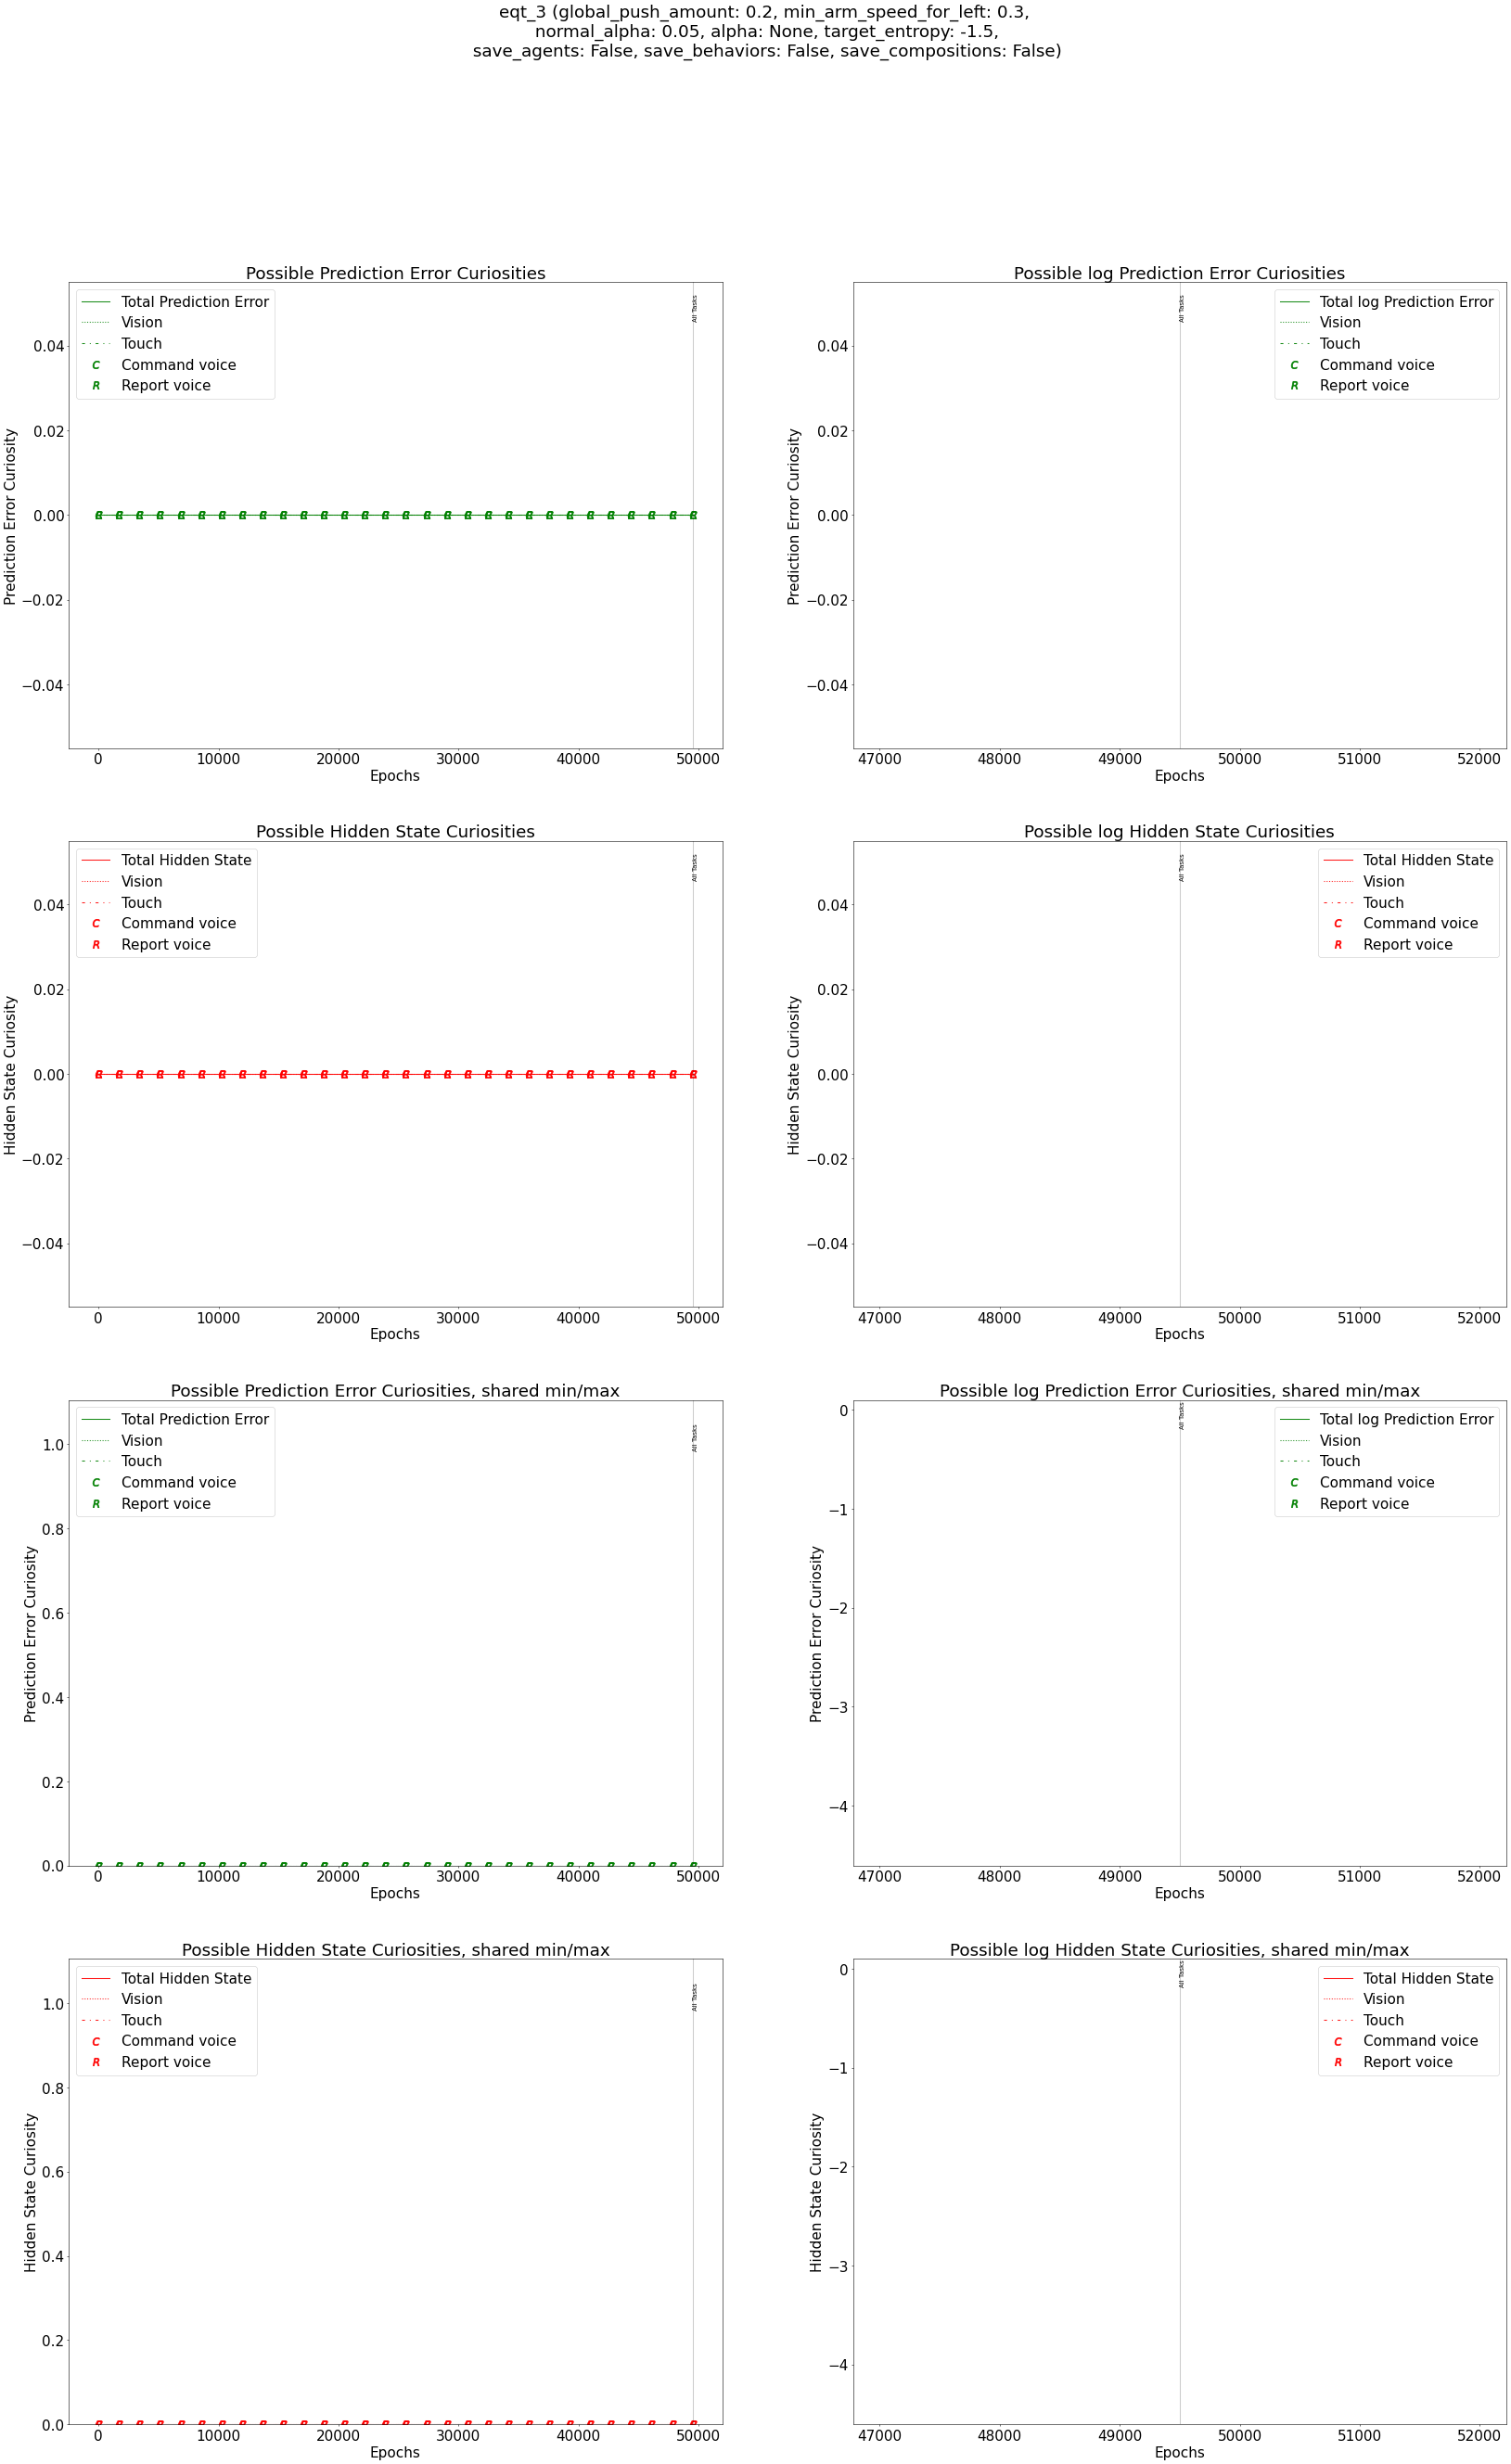 eqt_3 (global_push_amount: 0.2, min_arm_speed_for_left: 0.3,
normal_alpha: 0.05, alpha: None, target_entropy: -1.5,
save_agents: False, save_behaviors: False, save_compositions: False)
Possible Prediction Error Curiosities
Total Prediction Error
Vision
Touch
C Command voice
R Report voice
All Tasks
Prediction Error Curiosity
0.04
0.02
0.00
−0.02
−0.04
0 10000 20000 30000 40000 50000
Epochs
Possible log Prediction Error Curiosities
Total log Prediction Error
Vision
Touch
C Command voice
R Report voice
All Tasks
Prediction Error Curiosity
0.04
0.02
0.00
−0.02
−0.04
47000 48000 49000 50000 51000 52000
Epochs
Possible Hidden State Curiosities
Total Hidden State
Vision
Touch
C Command voice
R Report voice
All Tasks
Hidden State Curiosity
0.04
0.02
0.00
−0.02
−0.04
0 10000 20000 30000 40000 50000
Epochs
Possible log Hidden State Curiosities
Total Hidden State
Vision
Touch
C Command voice
R Report voice
All Tasks
Hidden State Curiosity
0.04
0.02
0.00
−0.02
−0.04
47000 48000 49000 50000 51000 52000
Epochs
Possible Prediction Error Curiosities, shared min/max
Total Prediction Error
Vision
Touch
C Command voice
R Report voice
All Tasks
Prediction Error Curiosity
1.0
0.8
0.6
0.4
0.2
0.0
0 10000 20000 30000 40000 50000
Epochs
Possible log Prediction Error Curiosities, shared min/max
Total log Prediction Error
Vision
Touch
C Command voice
R Report voice
All Tasks
Prediction Error Curiosity
0
−1
−2
−3
−4
47000 48000 49000 50000 51000 52000
Epochs
Possible Hidden State Curiosities, shared min/max
Total Hidden State
Vision
Touch
C Command voice
R Report voice
All Tasks
Hidden State Curiosity
1.0
0.8
0.6
0.4
0.2
0.0
0 10000 20000 30000 40000 50000
Epochs
Possible log Hidden State Curiosities, shared min/max
Total Hidden State
Vision
Touch
C Command voice
R Report voice
All Tasks
Hidden State Curiosity
0
−1
−2
−3
−4
47000 48000 49000 50000 51000 52000
Epochs